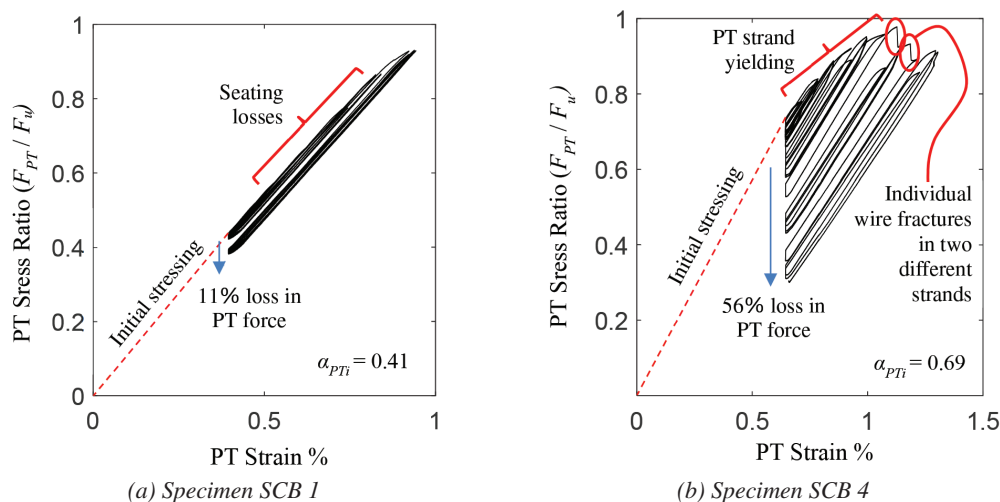 1
0.8
0.6
0.4
0.2
0
0
0.5
1
PT Sress Ratio (F_PT / F_u)
PT Strain %
Seating
losses
Initial stressing
11% loss in
PT force
α_PTi = 0.41
(a) Specimen SCB 1
1
0.8
0.6
0.4
0.2
0
0.5
1
1.5
PT Sress Ratio (F_PT / F_u)
PT Strain %
PT strand
yielding
Initial stressing
56% loss in
PT force
Individual
wire fractures
in two
different
strands
α_PTi = 0.69
(b) Specimen SCB 4